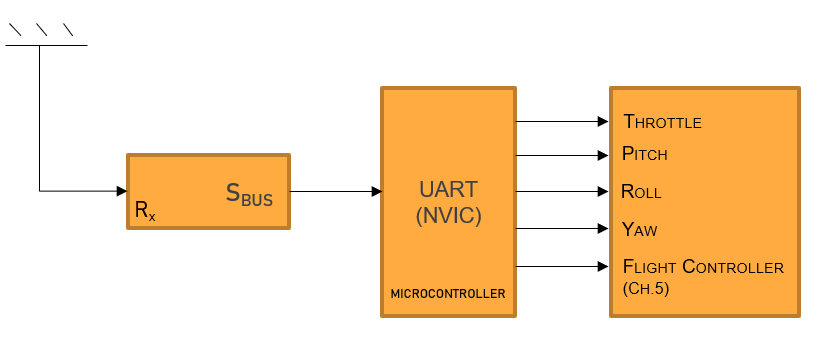 Rx
SBUS
UART
(NVIC)
MICROCONTROLLER
THROTTLE
PITCH
ROLL
YAW
FLIGHT CONTROLLER
(CH.5)